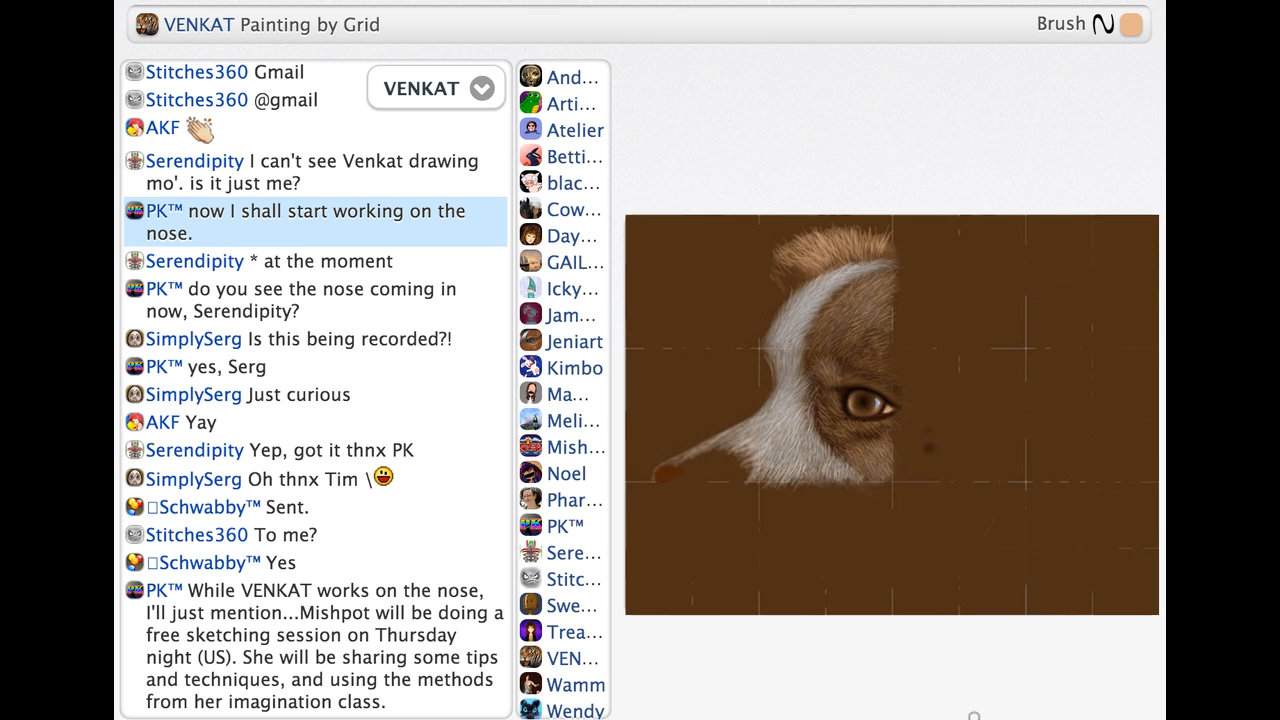 VENKAT Painting by Grid
Brush
VENKAT
Stitches360 Gmail
Stitches360 @gmail
AKF
Serendipity I can't see Venkat drawing
mo'. is it just me?
PK™ now I shall start working on the
nose.
Serendipity * at the moment
PK™ do you see the nose coming in
now, Serendipity?
SimplySerg Is this being recorded?!
PK™ yes, Serg
SimplySerg Just curious
AKF Yay
Serendipity Yep, got it thnx PK
SimplySerg Oh thnx Tim \
Schwabby™ Sent.
Stitches360 To me?
Schwabby™ Yes
PK™ While VENKAT works on the nose,
I'll just mention...Mishpot will be doing a
free sketching session on Thursday
night (US). She will be sharing some tips
and techniques, and using the methods
from her imagination class.
And...
Arti...
Atelier
Betti...
blac...
Cow...
Day...
GAIL...
Icky...
Jam...
Jeniart
Kimbo
Ma...
Meli...
Mish...
Noel
Phar...
PK™
Sere...
Stitc...
Swe...
Trea...
VEN...
Wamm
Wendy